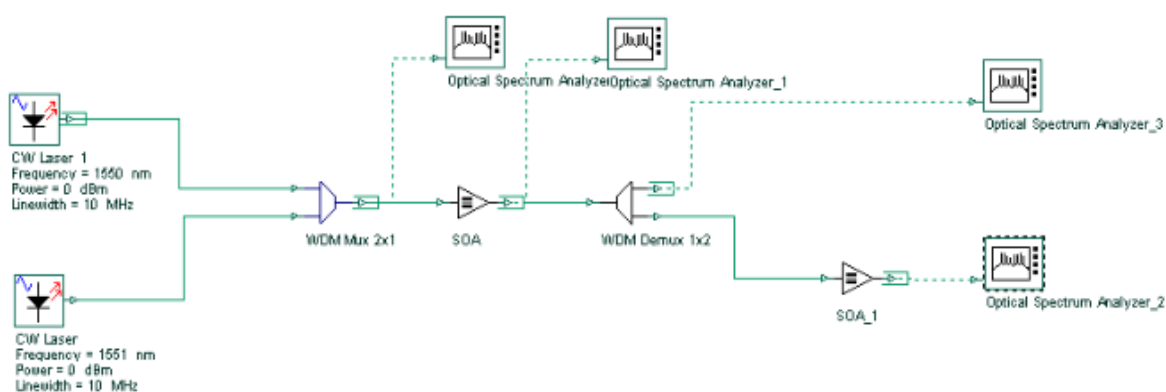 Optical Spectrum Analyzer
Optical Spectrum Analyzer_1
Optical Spectrum Analyzer_3
CW Laser 1
Frequency = 1550 nm
Power = 0 dBm
Linewidth = 10 MHz
WDM Mux 2x1
SOA
WDM Demux 1x2
SOA_1
Optical Spectrum Analyzer_2
CW Laser
Frequency = 1551 nm
Power = 0 dBm
Linewidth = 10 MHz